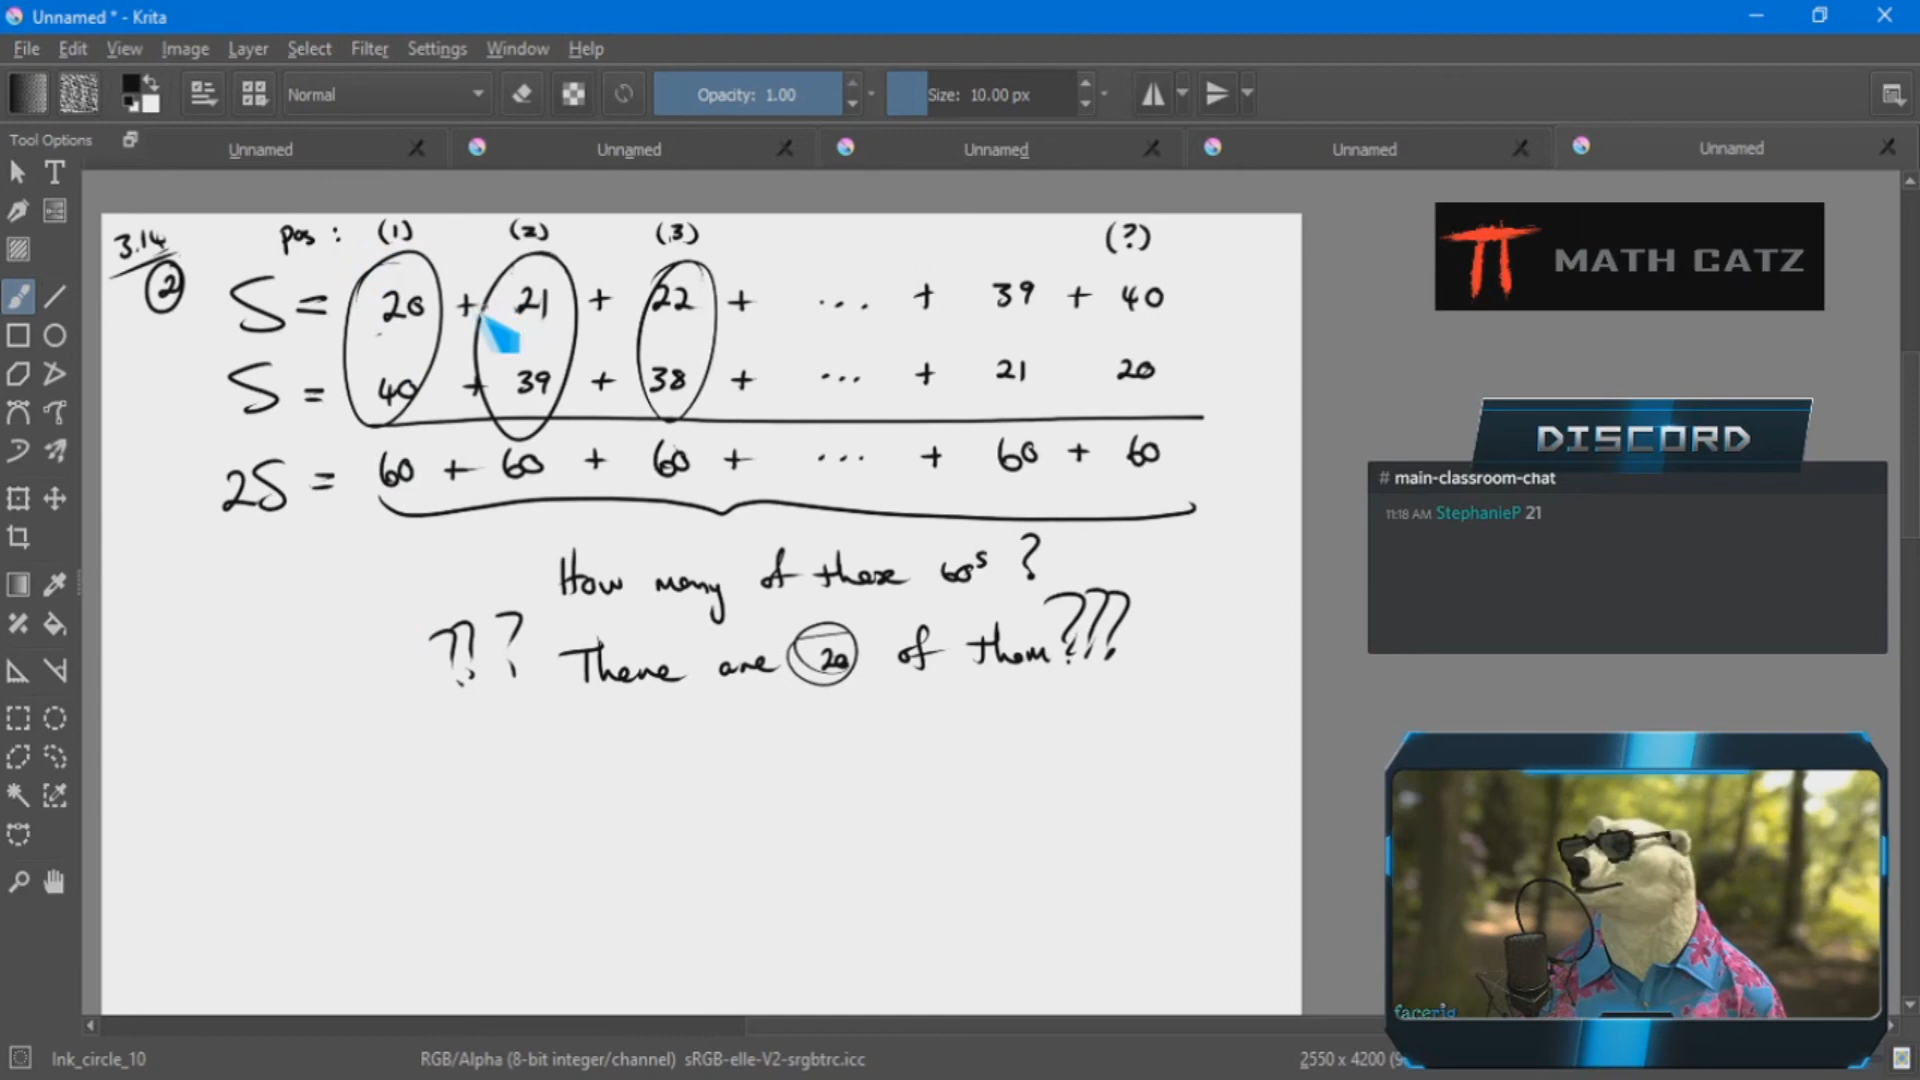 Unnamed * - Krita
File Edit View Image Layer Select Filter Settings Window Help
Normal Opacity: 1.00 Size: 10.00 px
Tool Options
Unnamed Unnamed Unnamed Unnamed Unnamed
3.14 pos : (1) (2) (3) (?)
2
S = 20 + 21 + 22 + ... + 39 + 40
S = 40 + 39 + 38 + ... + 21 20
2S = 60 + 60 + 60 + ... + 60 + 60
How many of these 60s ?
??? There are 20 of them ???
MATH CATZ
DISCORD
# main-classroom-chat
11:18 AM StephanieP 21
facerig
Ink_circle_10 RGB/Alpha (8-bit integer/channel) sRGB-elle-V2-srgbtrc.icc 2550 x 4200 (9